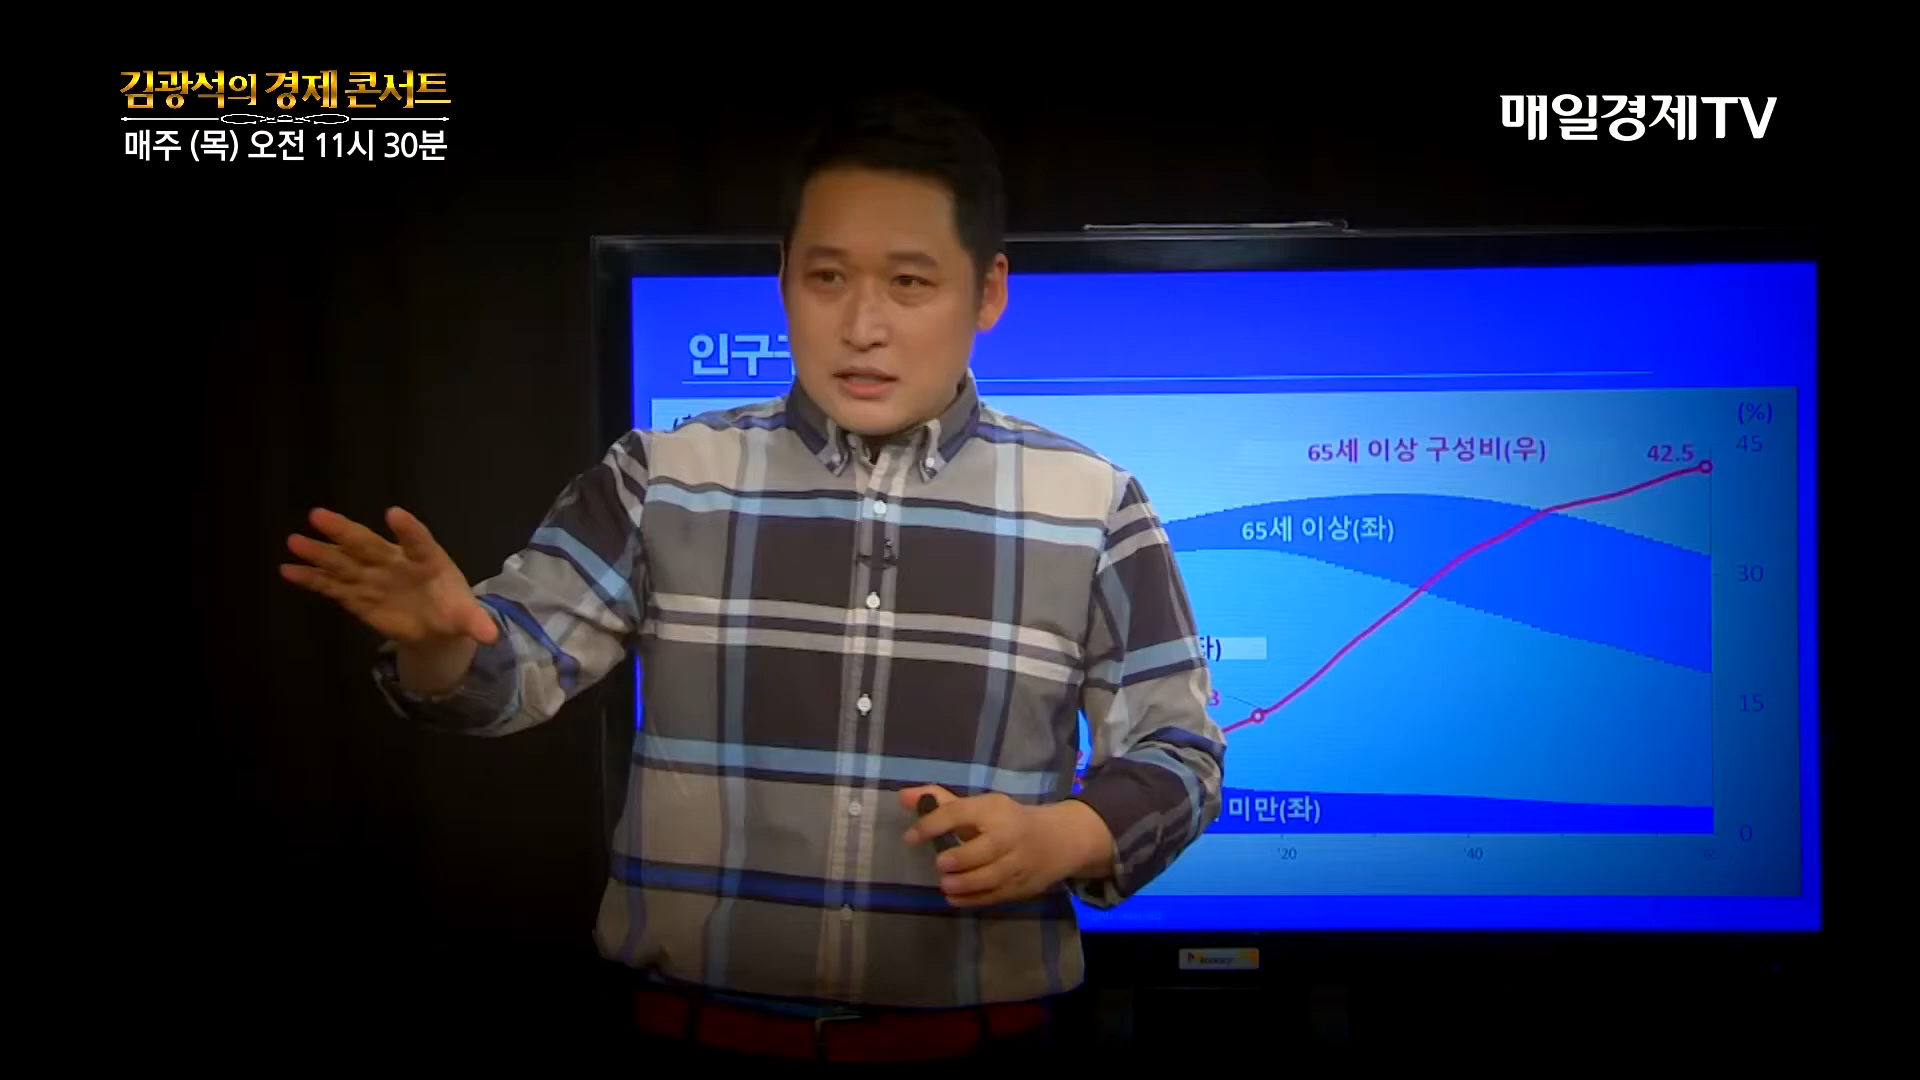 김광석의 경제 콘서트
매주 (목) 오전 11시 30분
매일경제TV
인구구
(%)
65세 이상 구성비(우)
42.5
45
65세 이상(좌)
30
15
미만(좌)
0
'20
'40